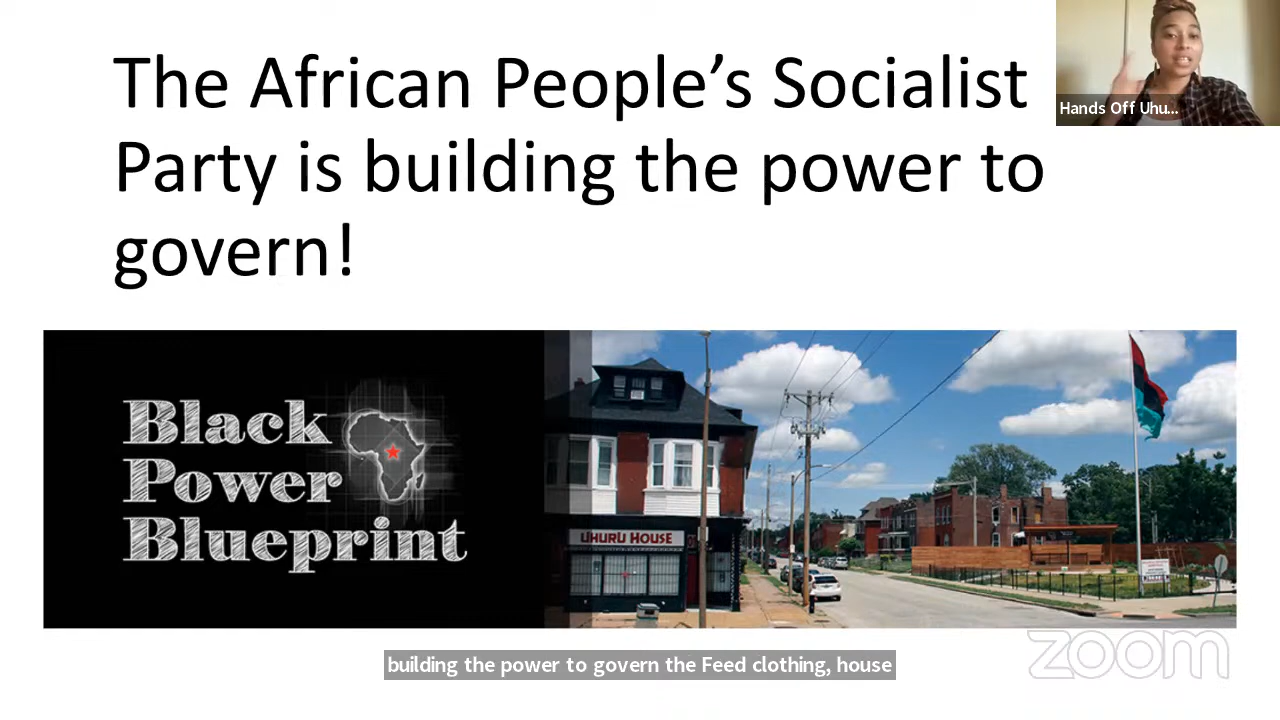 The African People's Socialist
Party is building the power to
govern!
Hands Off Uhu...
Black
Power
Blueprint
UHURU HOUSE
building the power to govern the Feed clothing, house
zoom